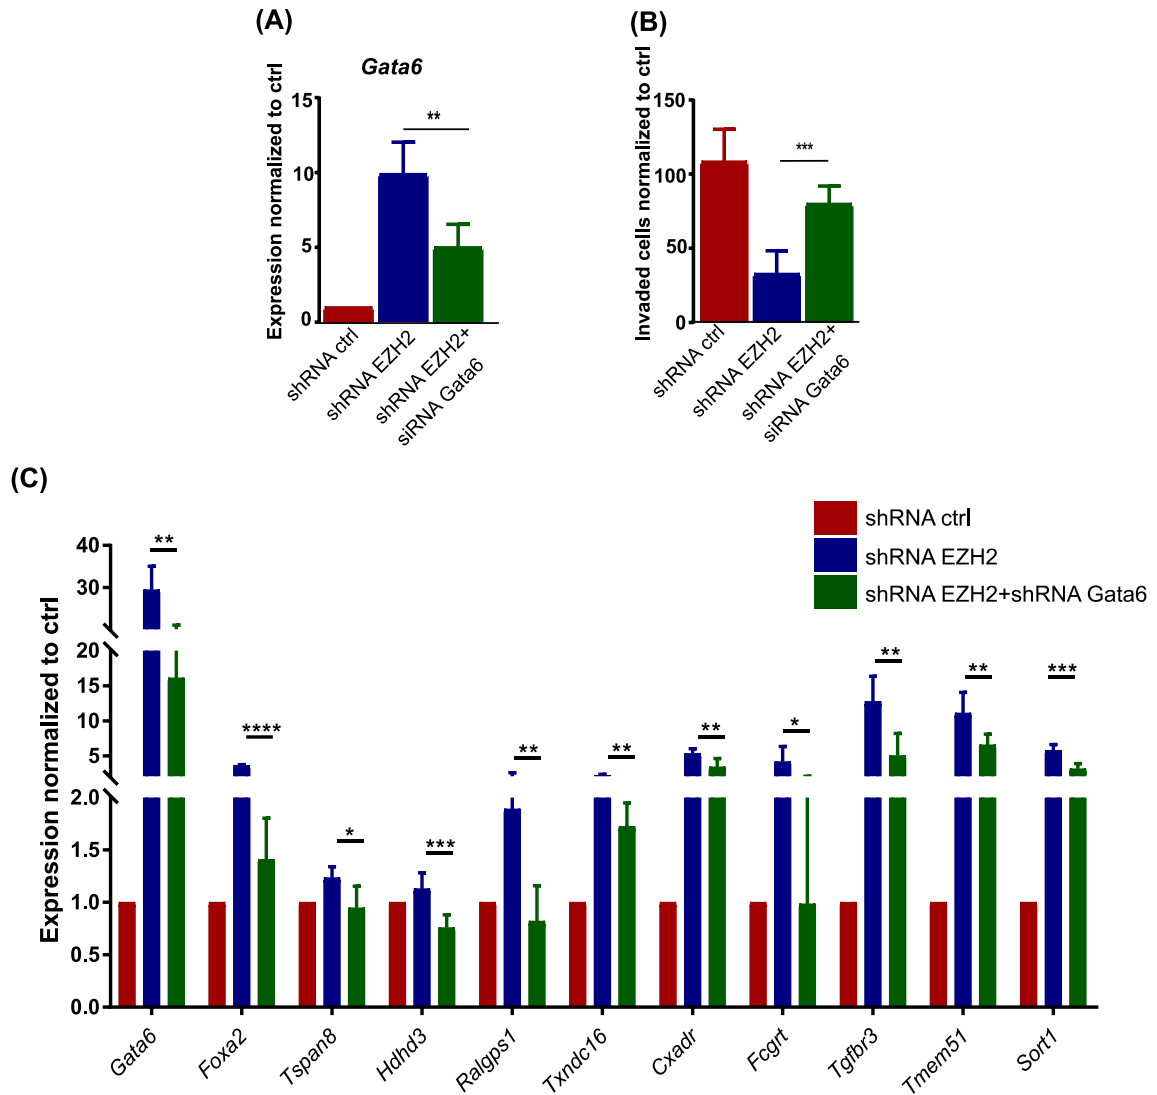 (A)
Gata6
Expression normalized to ctrl
15
10
5
0
**
shRNA ctrl
shRNA EZH2
shRNA EZH2+
siRNA Gata6
(B)
Invaded cells normalized to ctrl
150
100
50
0
***
shRNA ctrl
shRNA EZH2
shRNA EZH2+
siRNA Gata6
(C)
shRNA ctrl
shRNA EZH2
shRNA EZH2+shRNA Gata6
Expression normalized to ctrl
40
30
20
15
10
5
2.0
1.5
1.0
0.5
0.0
**
****
*
***
**
**
**
*
**
**
***
Gata6
Foxa2
Tspan8
Hdhd3
Ralgps1
Txndc16
Cxadr
Fcgrt
Tgfbr3
Tmem51
Sort1